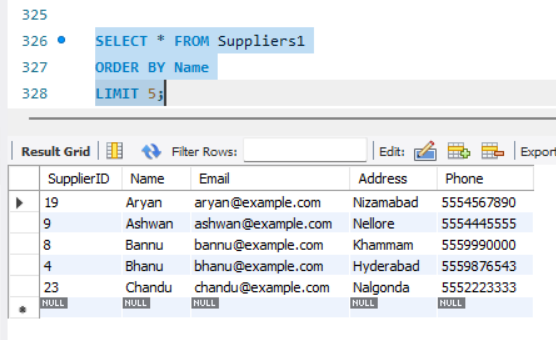 325
326 SELECT * FROM Suppliers1
327 ORDER BY Name
328 LIMIT 5;
Result Grid Filter Rows: Edit: Export
SupplierID Name Email Address Phone
19 Aryan aryan@example.com Nizamabad 5554567890
9 Ashwan ashwan@example.com Nellore 5554445555
8 Bannu bannu@example.com Khammam 5559990000
4 Bhanu bhanu@example.com Hyderabad 5559876543
23 Chandu chandu@example.com Nalgonda 5552223333
NULL NULL NULL NULL NULL